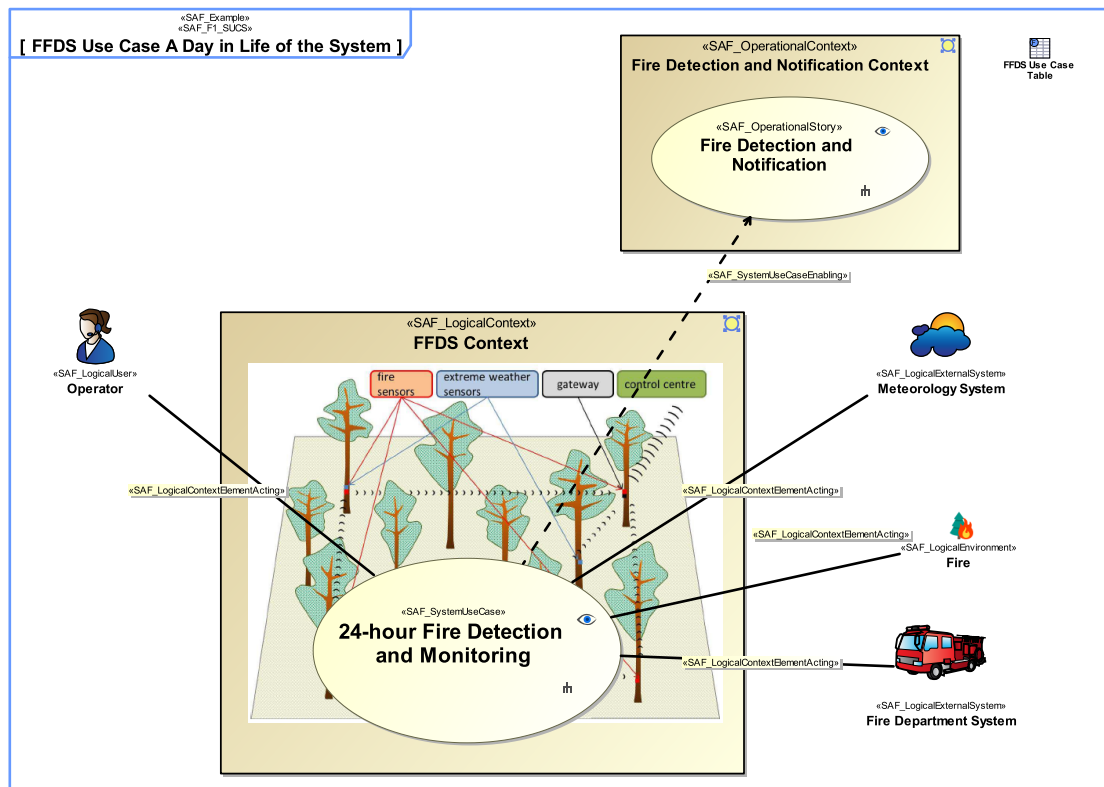 «SAF_Example»
«SAF_F1_SUCS»
[ FFDS Use Case A Day in Life of the System ]
«SAF_OperationalContext»
Fire Detection and Notification Context
«SAF_OperationalStory»
Fire Detection and
Notification
FFDS Use Case
Table
«SAF_SystemUseCaseEnabling»
«SAF_LogicalUser»
Operator
«SAF_LogicalContext»
FFDS Context
fire
sensors
extreme weather
sensors
gateway
control centre
«SAF_LogicalExternalSystem»
Meteorology System
«SAF_LogicalContextElementActing»
«SAF_LogicalContextElementActing»
«SAF_LogicalContextElementActing»
«SAF_LogicalEnvironment»
Fire
«SAF_SystemUseCase»
24-hour Fire Detection
and Monitoring
«SAF_LogicalContextElementActing»
«SAF_LogicalExternalSystem»
Fire Department System